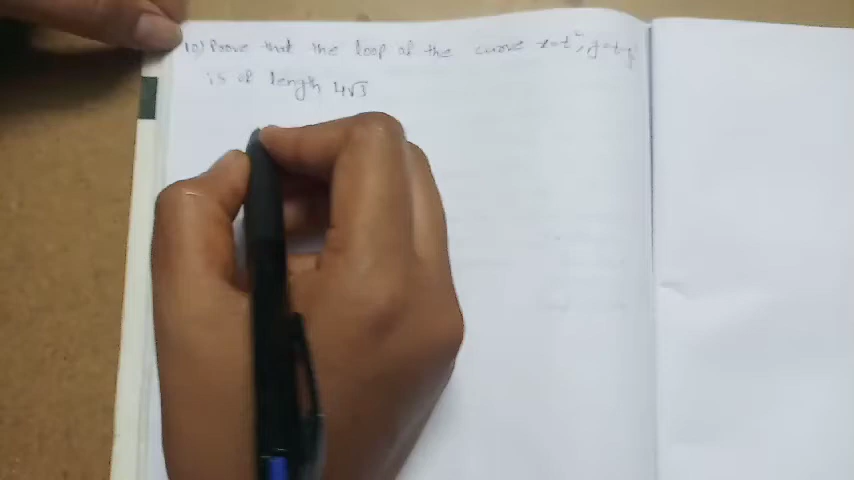 10) Prove that the loop of the curve x=t², y=t-
is of length 4√3